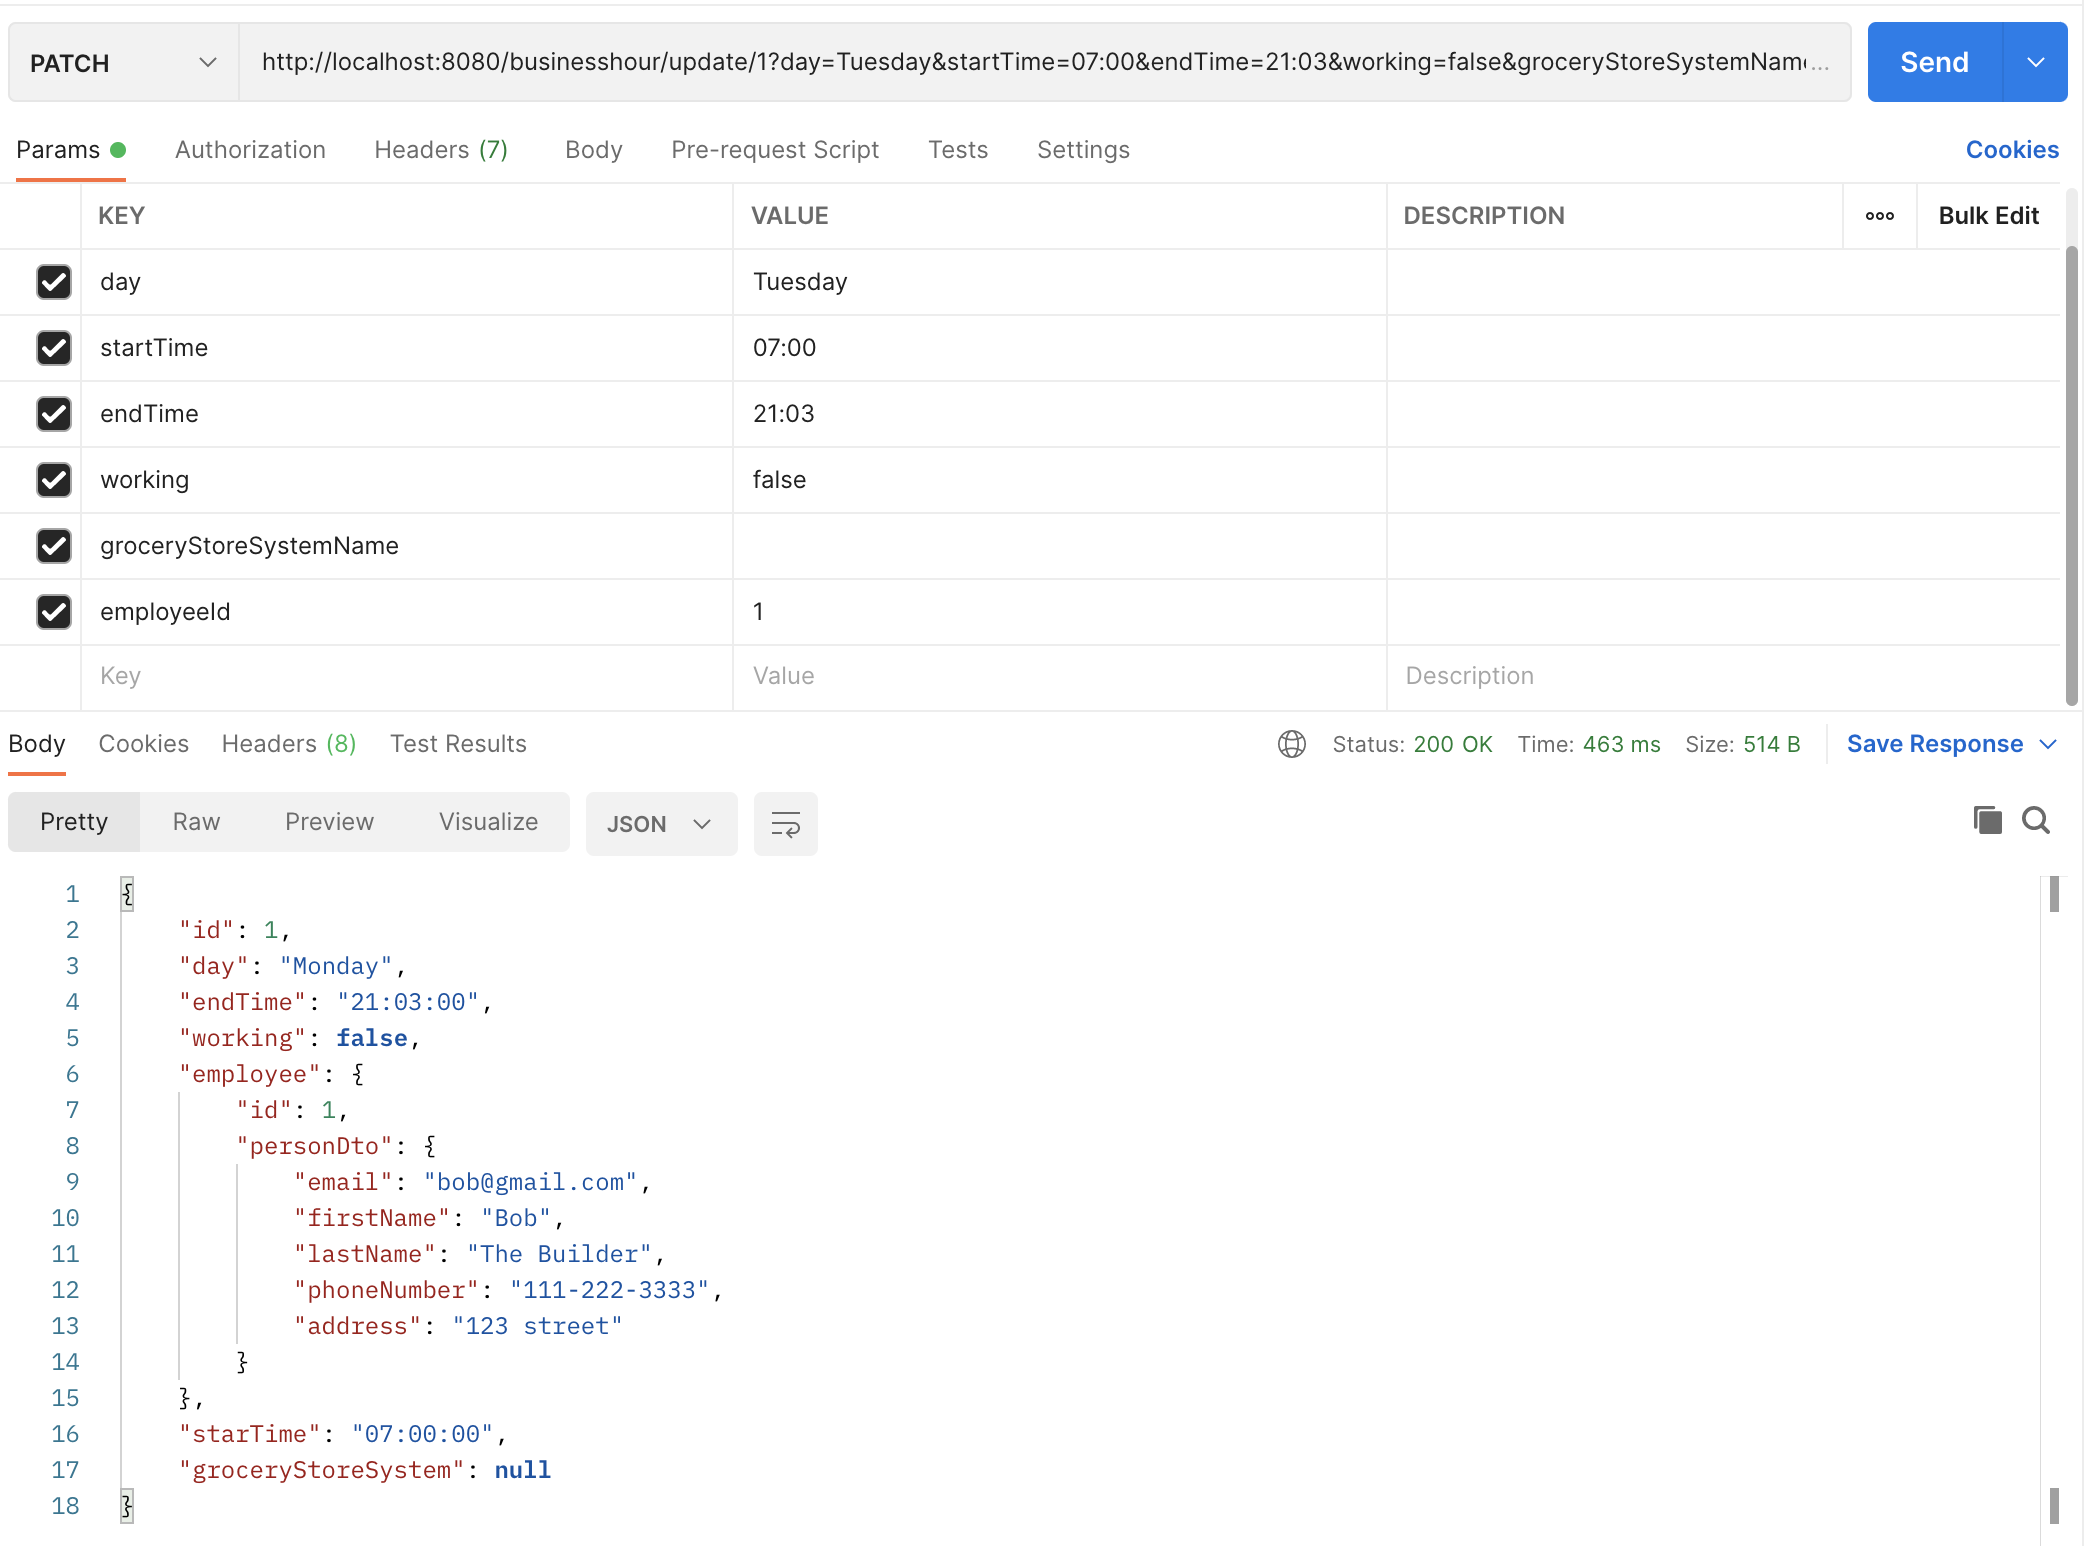 PATCH http://localhost:8080/businesshour/update/1?day=Tuesday&startTime=07:00&endTime=21:03&working=false&groceryStoreSystemNam... Send
Params Authorization Headers (7) Body Pre-request Script Tests Settings Cookies
KEY VALUE DESCRIPTION ooo Bulk Edit
day Tuesday
startTime 07:00
endTime 21:03
working false
groceryStoreSystemName
employeeId 1
Key Value Description
Body Cookies Headers (8) Test Results Status: 200 OK Time: 463 ms Size: 514 B Save Response
Pretty Raw Preview Visualize JSON
1 {
2 "id": 1,
3 "day": "Monday",
4 "endTime": "21:03:00",
5 "working": false,
6 "employee": {
7 "id": 1,
8 "personDto": {
9 "email": "bob@gmail.com",
10 "firstName": "Bob",
11 "lastName": "The Builder",
12 "phoneNumber": "111-222-3333",
13 "address": "123 street"
14 }
15 },
16 "starTime": "07:00:00",
17 "groceryStoreSystem": null
18 }